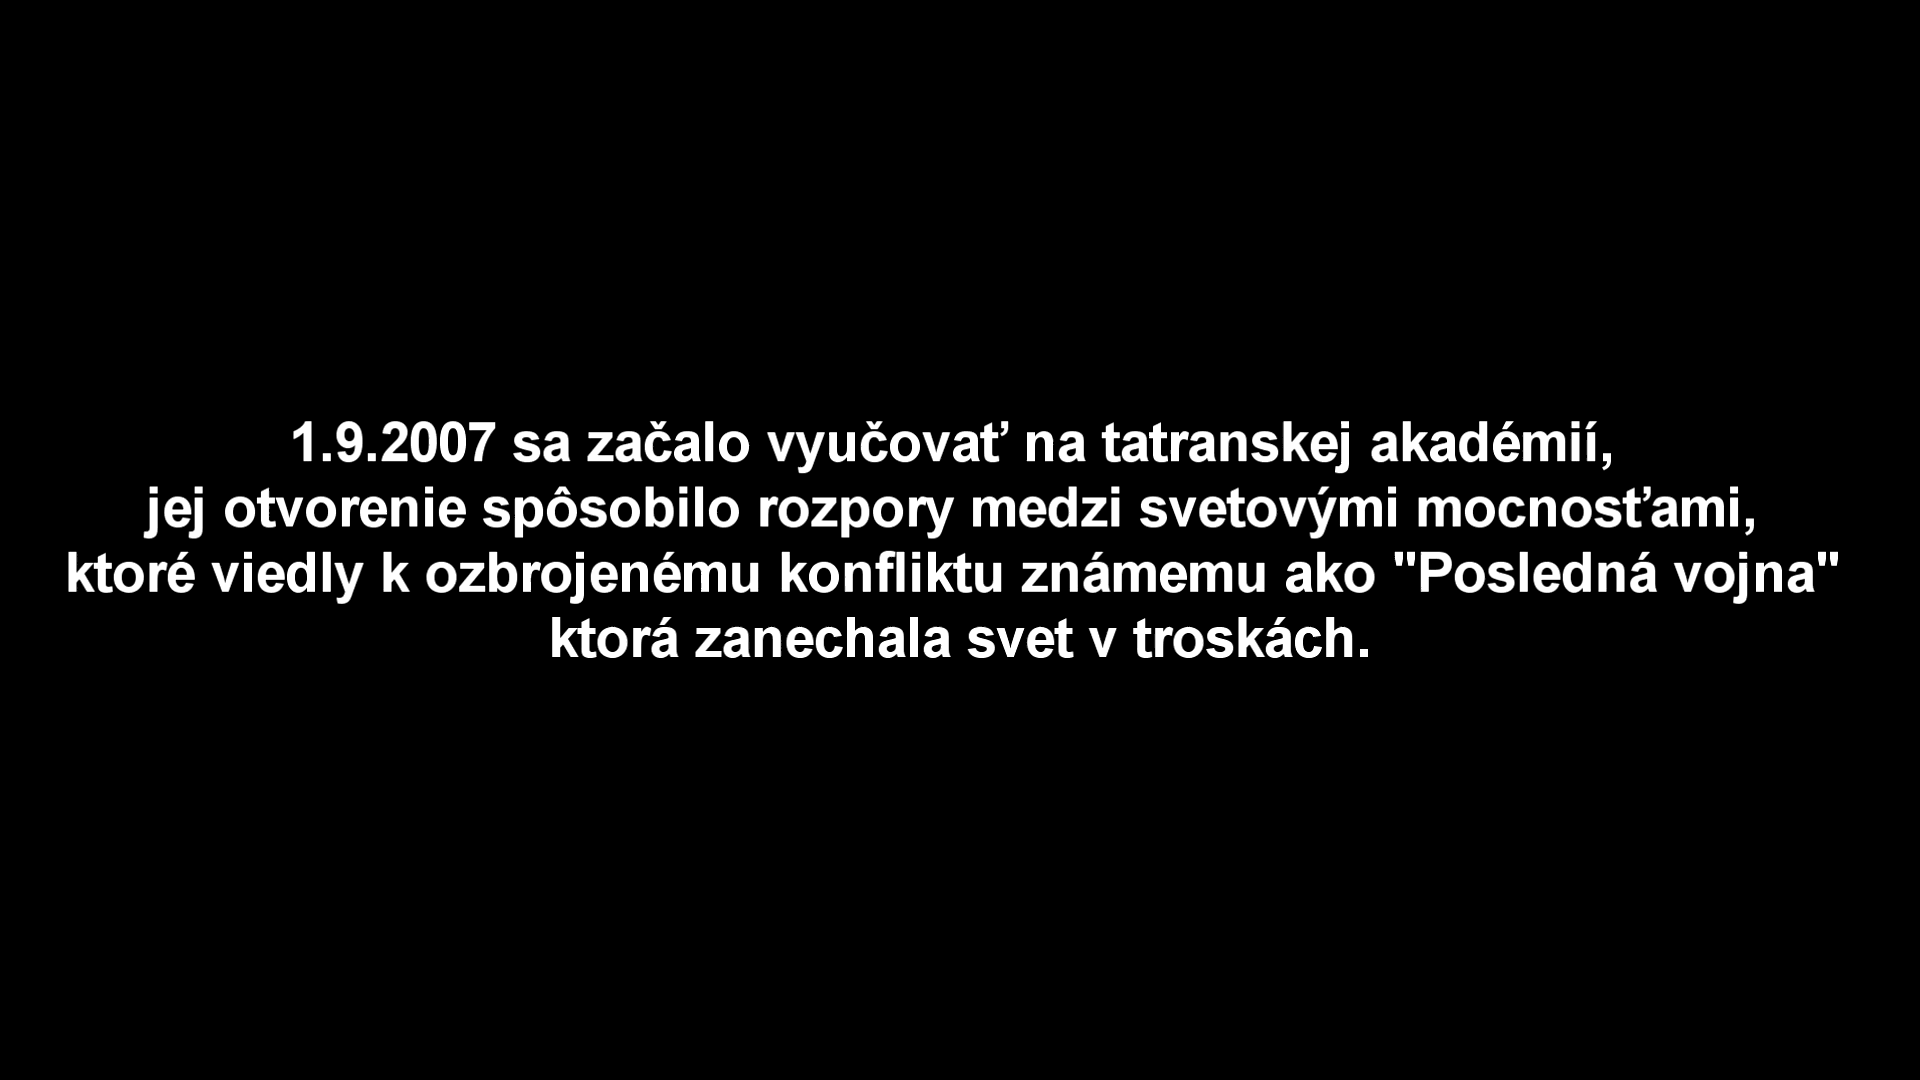 1.9.2007 sa začalo vyučovať na tatranskej akadémií,
jej otvorenie spôsobilo rozpory medzi svetovými mocnosťami,
ktoré viedly k ozbrojenému konfliktu známemu ako "Posledná vojna"
ktorá zanechala svet v troskách.